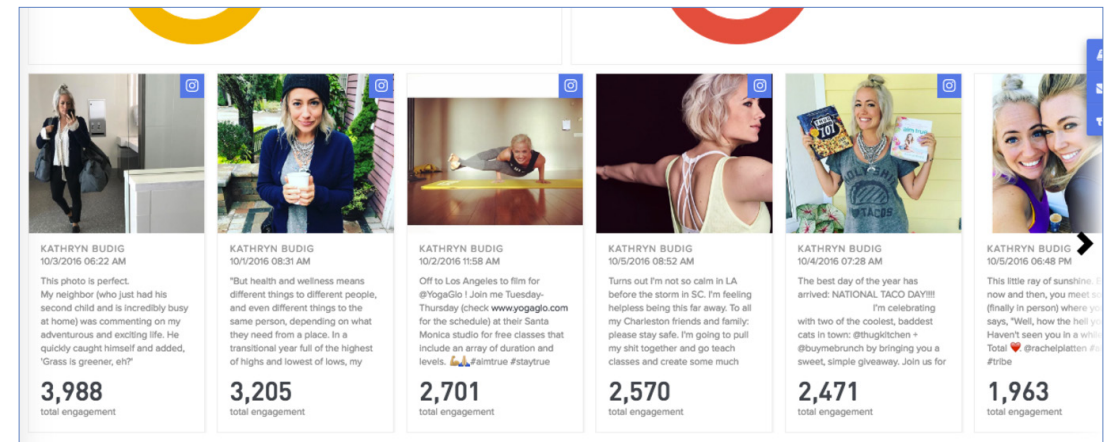 KATHRYN BUDIG
10/3/2016 06:22 AM
This photo is perfect.
My neighbor (who just had his
second child and is incredibly busy
at home) was commenting on my
adventurous and exciting life. He
quickly caught himself and added,
'Grass is greener, eh?'
3,988
total engagement
KATHRYN BUDIG
10/1/2016 08:31 AM
"But health and wellness means
different things to different people,
and even different things to the
same person, depending on what
they need from a place. In a
transitional year full of the highest
of highs and lowest of lows, my
3,205
total engagement
KATHRYN BUDIG
10/2/2016 11:58 AM
Off to Los Angeles to film for
@YogaGlo ! Join me Tuesday-
Thursday (check www.yogaglo.com
for the schedule) at their Santa
Monica studio for free classes that
include an array of duration and
levels. 💪🙏#aimtrue #staytrue
2,701
total engagement
KATHRYN BUDIG
10/5/2016 08:52 AM
Turns out I'm not so calm in LA
before the storm in SC. I'm feeling
helpless being this far away. To all
my Charleston friends and family:
please stay safe. I'm going to pull
my shit together and go teach
classes and create some much
2,570
total engagement
101
aim true
HOLY SHIP
TACOS
KATHRYN BUDIG
10/4/2016 07:28 AM
The best day of the year has
arrived: NATIONAL TACO DAY!!!!
I'm celebrating
with two of the coolest, baddest
cats in town: @thugkitchen +
@buymebrunch by bringing you a
sweet, simple giveaway. Join us for
2,471
total engagement
KATHRYN BUDIG
10/5/2016 06:48 PM
This little ray of sunshine.
now and then, you meet
(finally in person) where
says, "Well, how the hell
Haven't seen you in a
Total ❤️ @rachelplatten
#tribe
1,963
total engagement